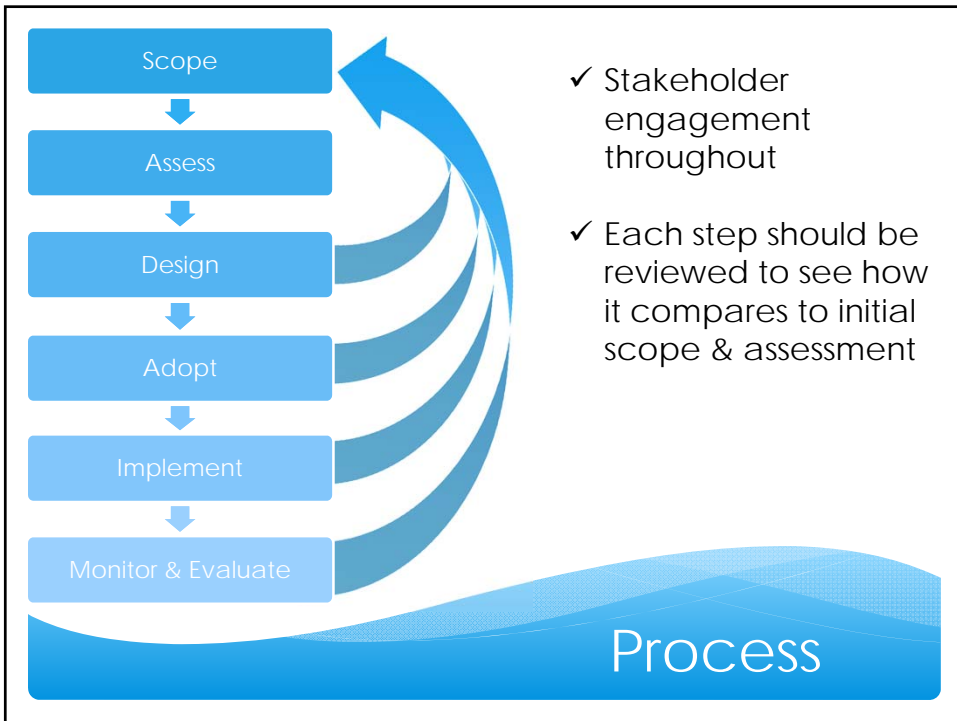 Scope
Assess
Design
Adopt
Implement
Monitor & Evaluate
✓ Stakeholder
engagement
throughout
✓ Each step should be
reviewed to see how
it compares to initial
scope & assessment
Process